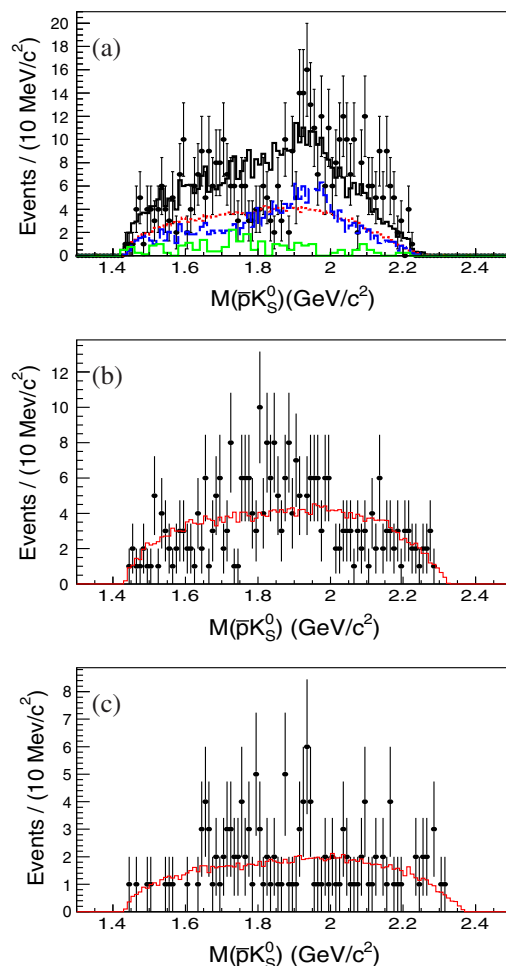 (a)
Events / (10 MeV/c²)
20
18
16
14
12
10
8
6
4
2
0
1.4 1.6 1.8 2 2.2 2.4
M(p̄K⁰_S)(GeV/c²)
(b)
Events / (10 Mev/c²)
12
10
8
6
4
2
0
1.4 1.6 1.8 2 2.2 2.4
M(p̄K⁰_S) (GeV/c²)
(c)
Events / (10 Mev/c²)
8
7
6
5
4
3
2
1
0
1.4 1.6 1.8 2 2.2 2.4
M(p̄K⁰_S) (GeV/c²)